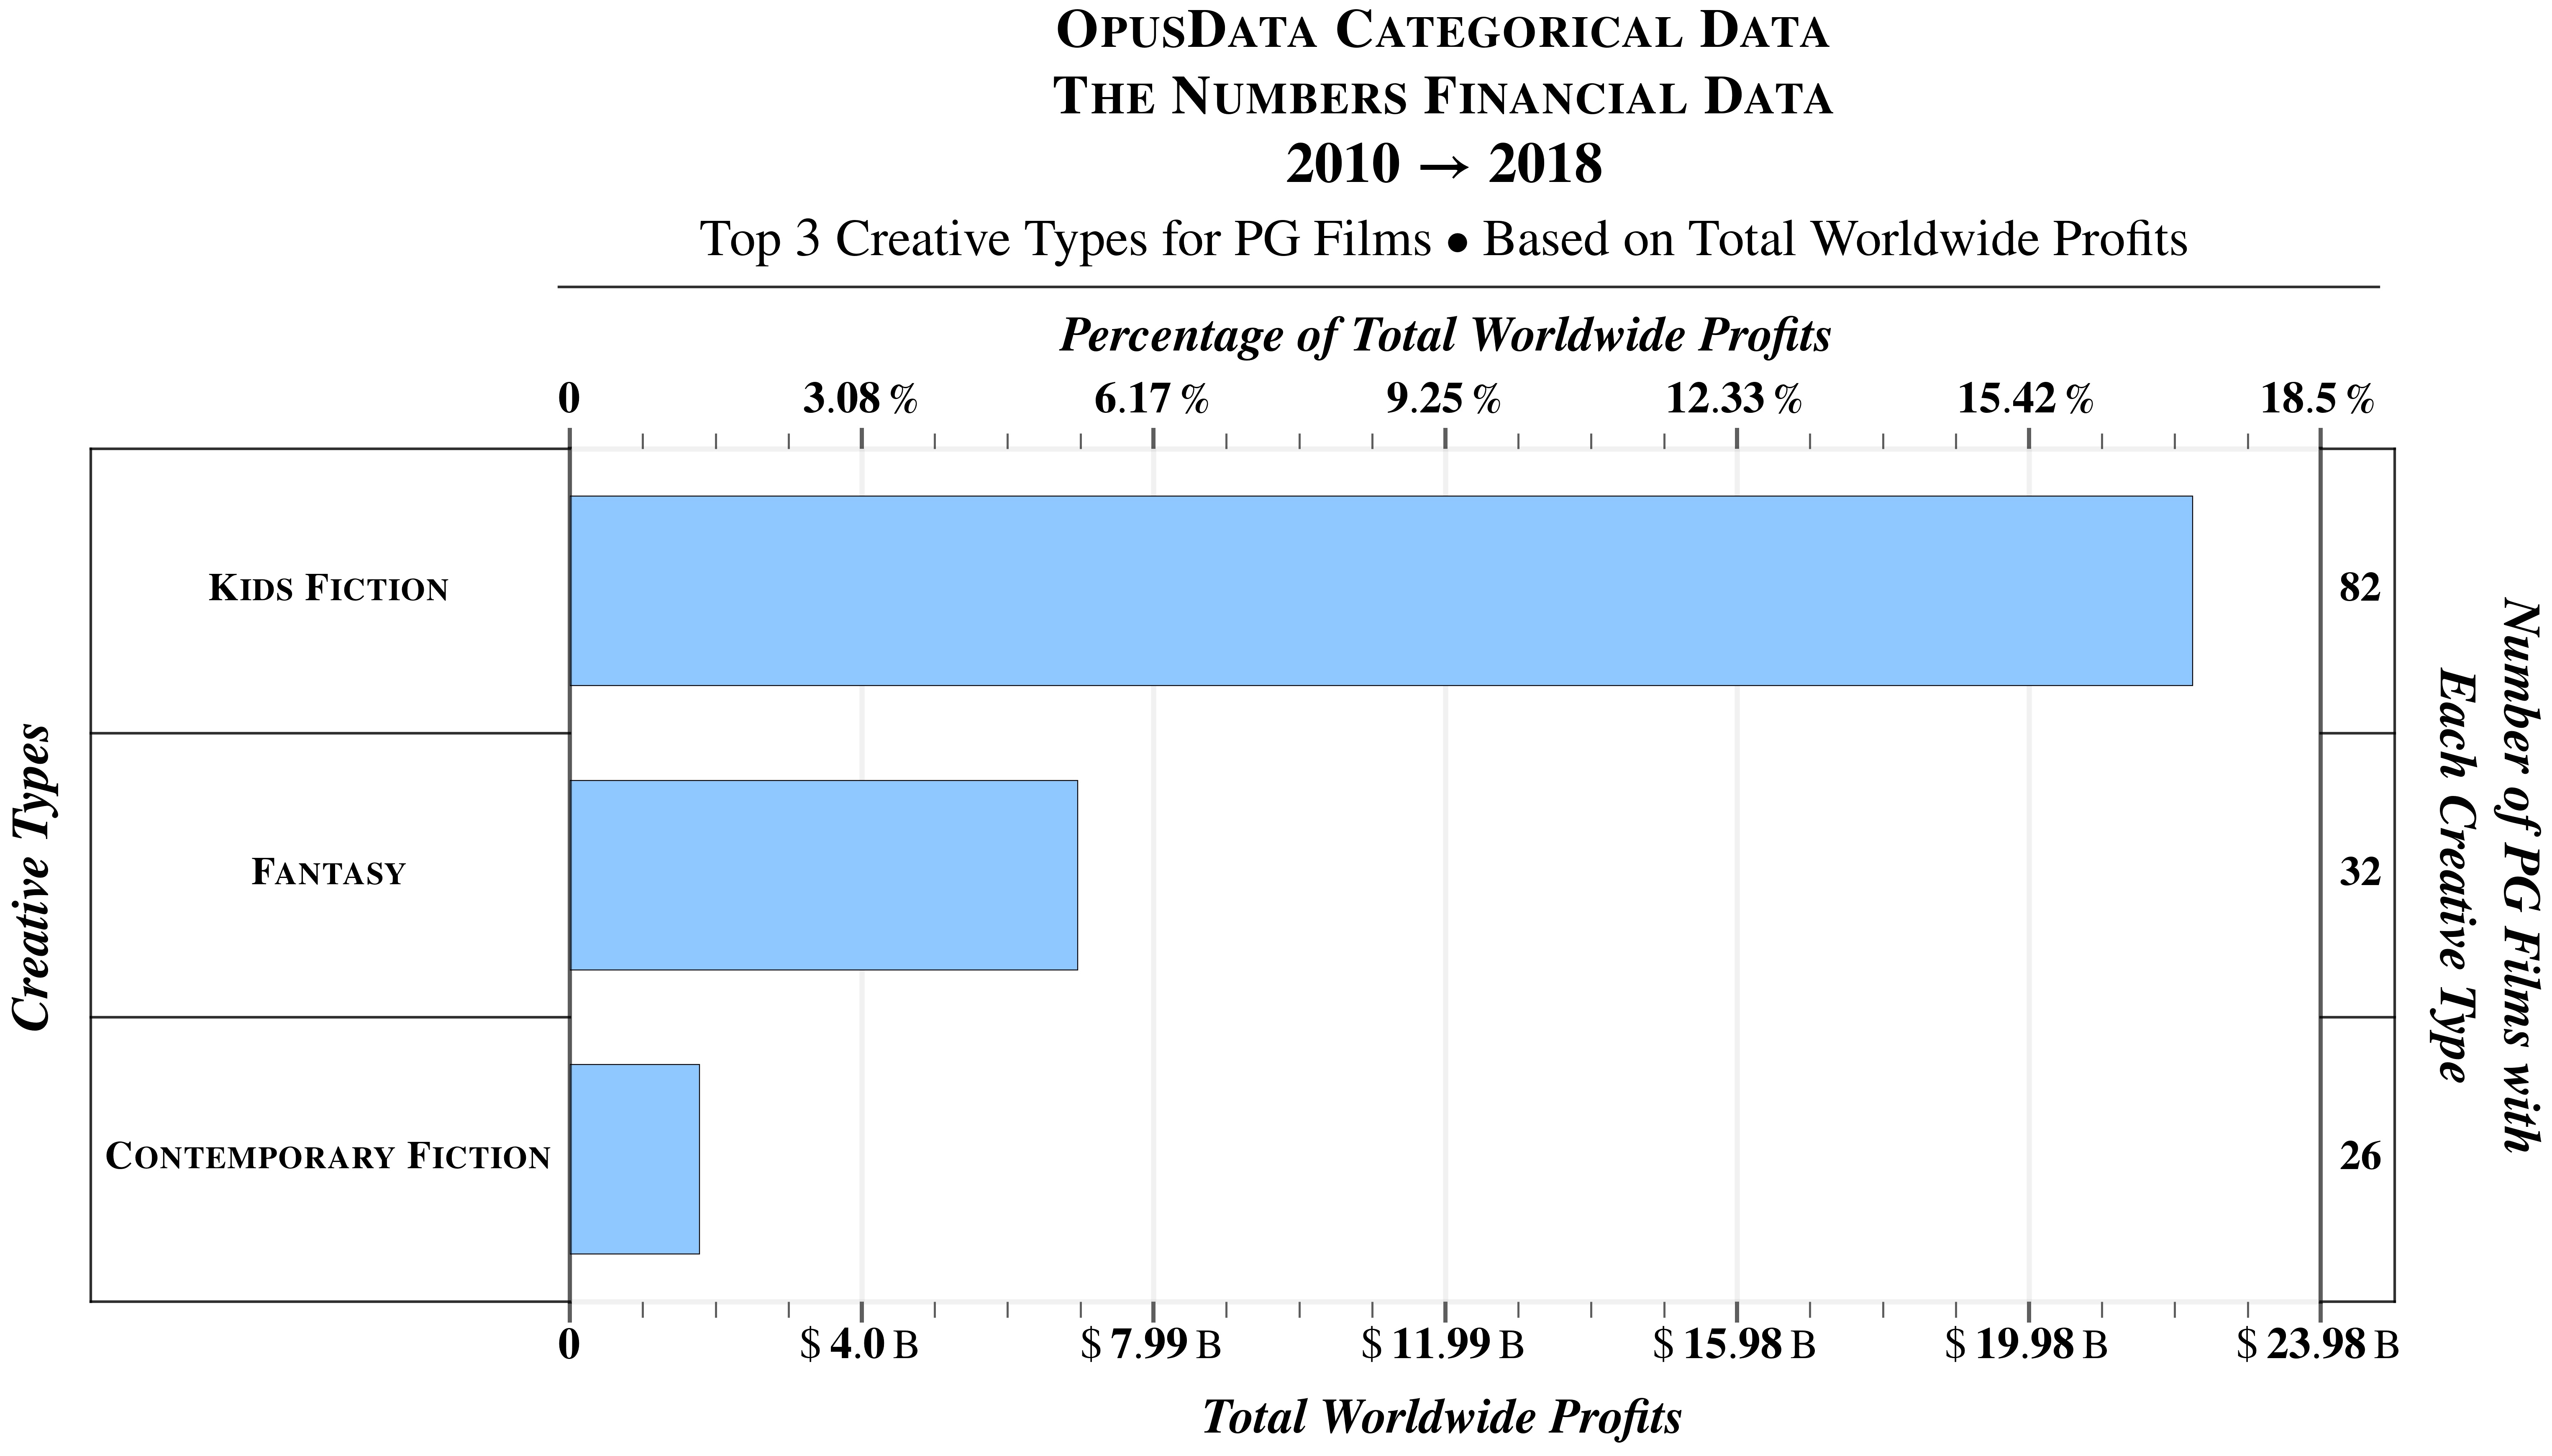 OpusData Categorical Data
The Numbers Financial Data
2010 → 2018
Top 3 Creative Types for PG Films • Based on Total Worldwide Profits
Percentage of Total Worldwide Profits
0 3.08 % 6.17 % 9.25 % 12.33 % 15.42 % 18.5 %
Creative Types
Kids Fiction
82
Fantasy
32
Contemporary Fiction
26
Number of PG Films with
Each Creative Type
0 $ 4.0 B $ 7.99 B $ 11.99 B $ 15.98 B $ 19.98 B $ 23.98 B
Total Worldwide Profits